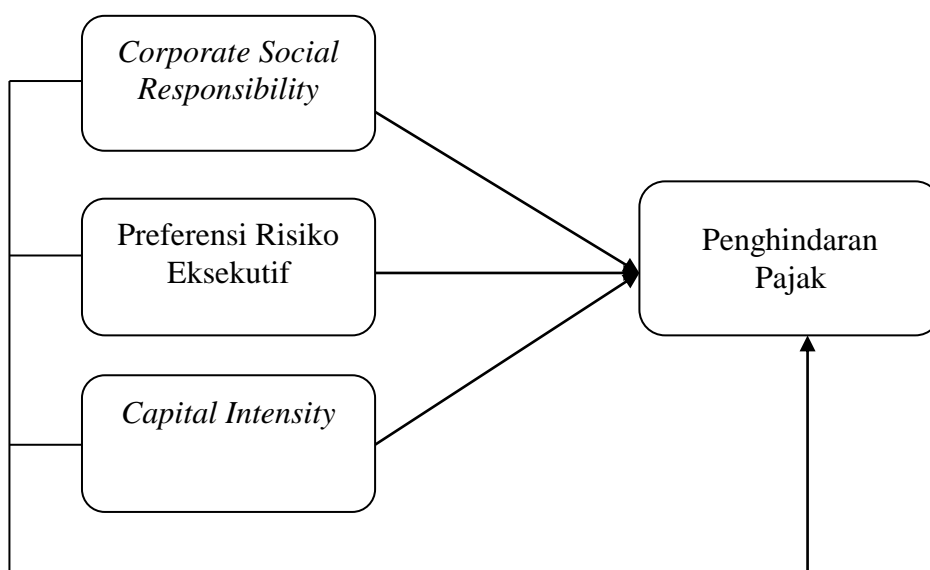 Corporate Social
Responsibility
Preferensi Risiko
Eksekutif
Capital Intensity
Penghindaran
Pajak